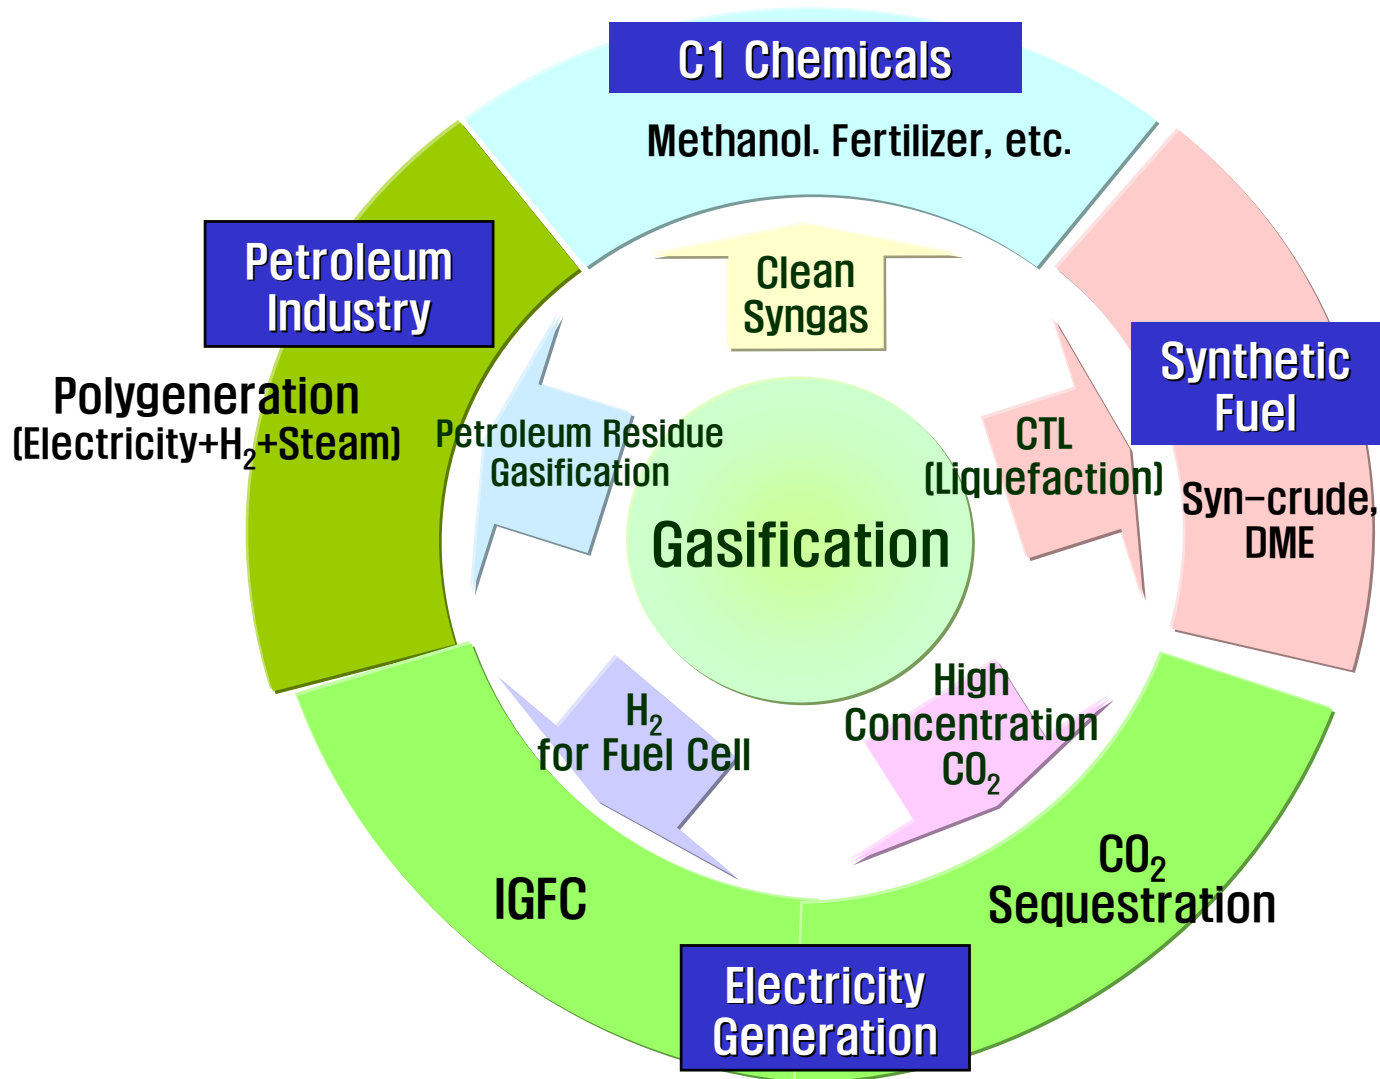 C1 Chemicals
Methanol. Fertilizer, etc.
Petroleum
Industry
Polygeneration
(Electricity+H₂+Steam)
Clean
Syngas
Petroleum Residue
Gasification
CTL
(Liquefaction)
Synthetic
Fuel
Syn-crude,
DME
Gasification
H₂
for Fuel Cell
High
Concentration
CO₂
IGFC
CO₂
Sequestration
Electricity
Generation